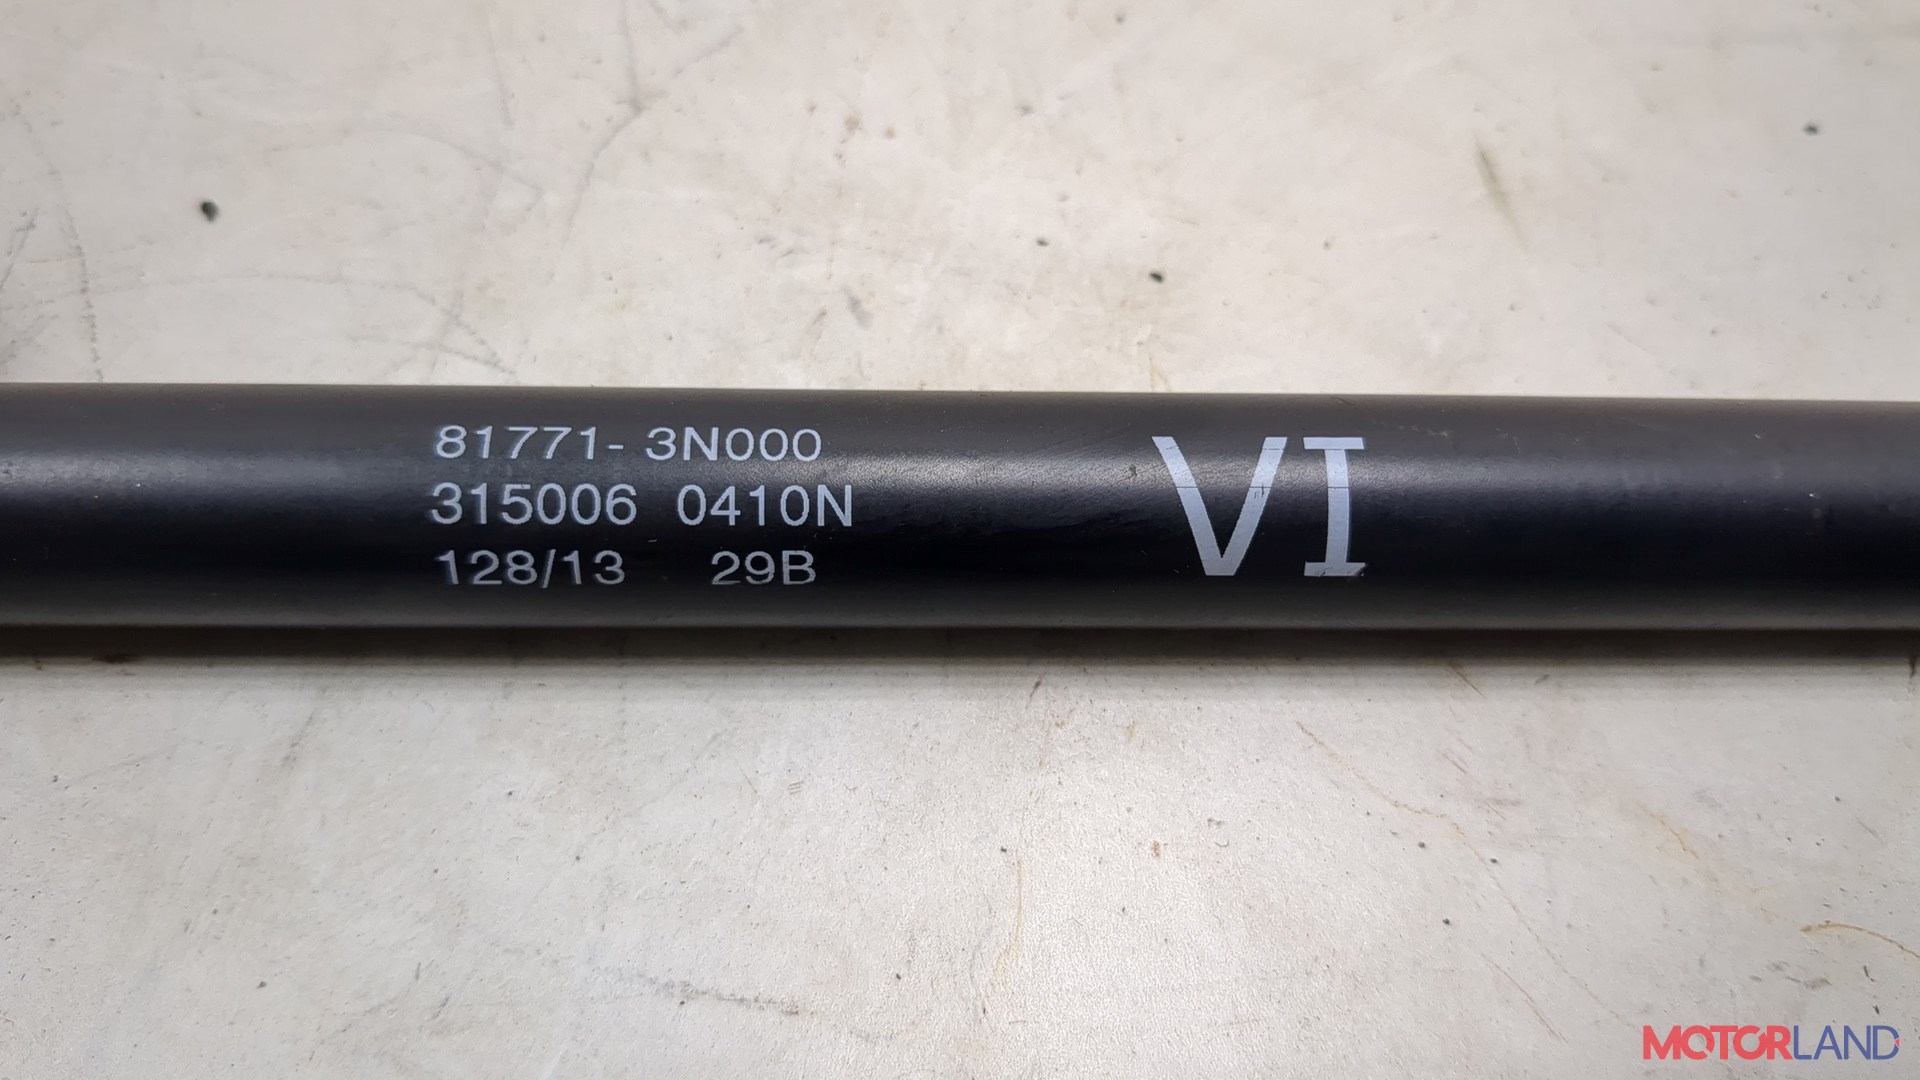 81771-3N000
315006 0410N
128/13 29B
VI
MOTORLAND